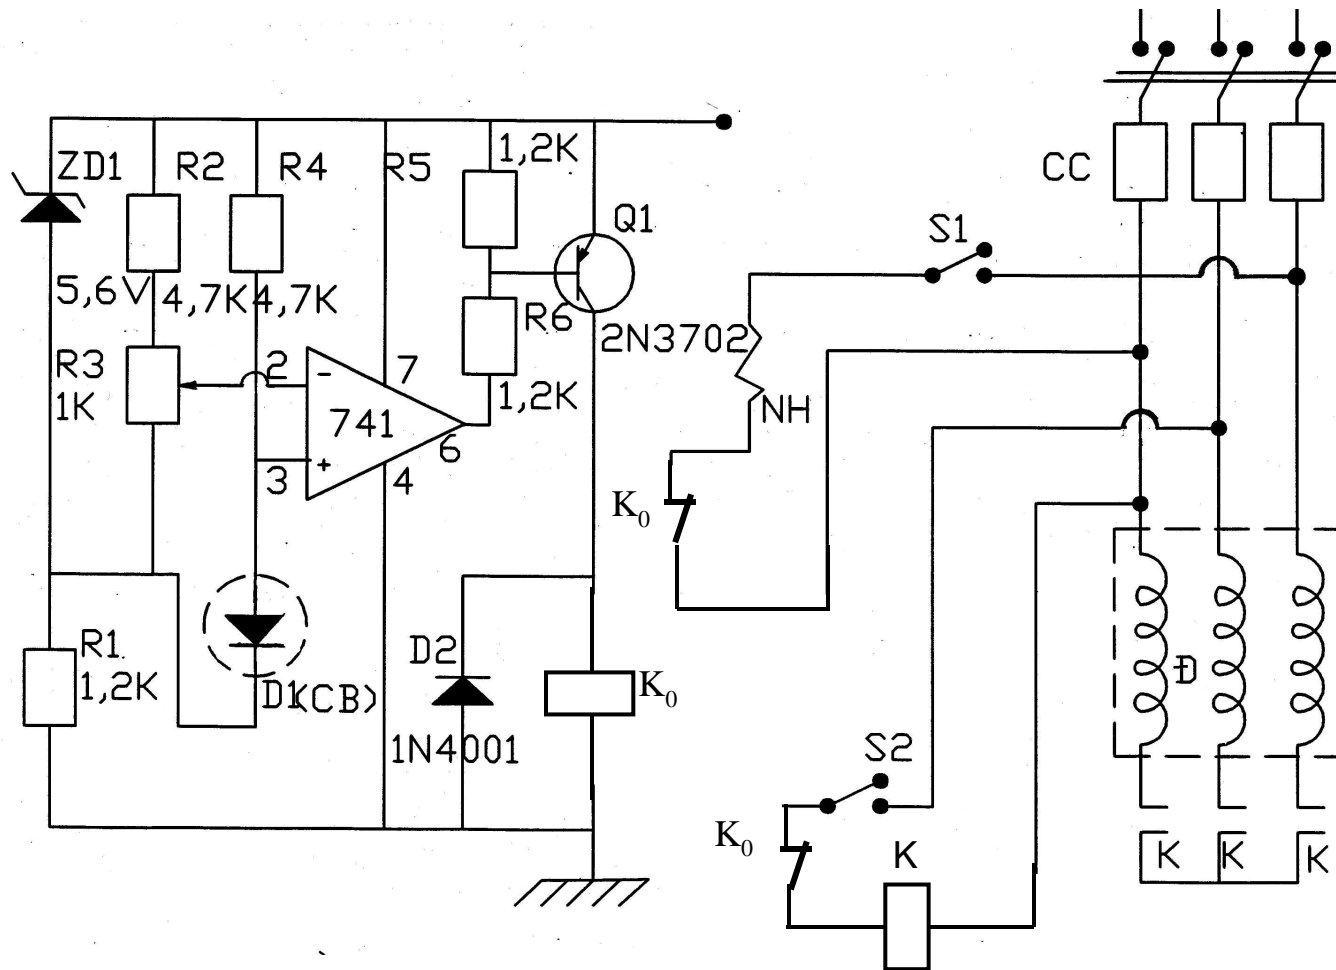 1,2K
ZD1
R2
R4
R5
CC
Q1
S1
5,6V
4,7K
4,7K
R6
2N3702
R3
1K
2
-
7
1,2K
NH
741
6
3
+
4
K0
R1
1,2K
D2
Đ
D1(CB)
K0
1N4001
S2
K0
K
K
K
K